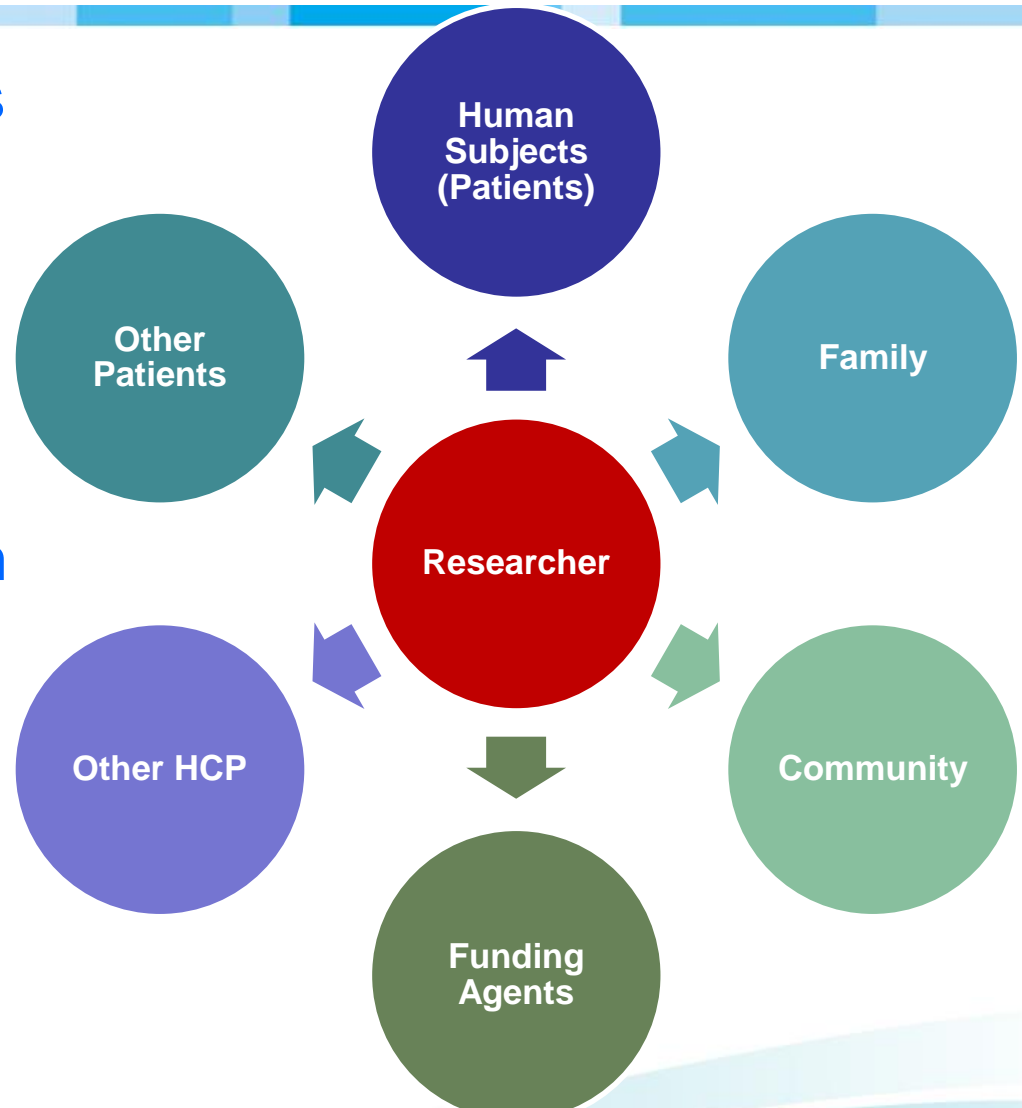 s
Human
Subjects
(Patients)
Other
Patients
Family
n
Researcher
Other HCP
Community
Funding
Agents